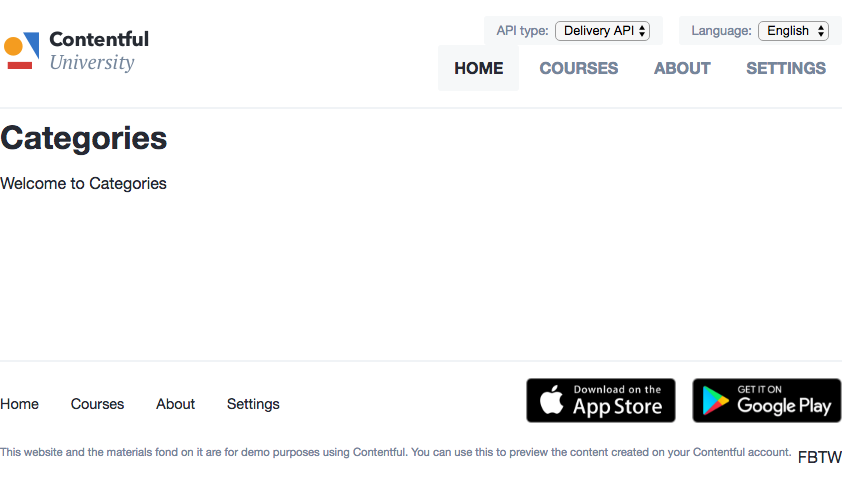 Contentful
University
API type: Delivery API
Language: English
HOME COURSES ABOUT SETTINGS
Categories
Welcome to Categories
Home Courses About Settings
Download on the
App Store
GET IT ON
Google Play
This website and the materials fond on it are for demo purposes using Contentful. You can use this to preview the content created on your Contentful account.
FBTW